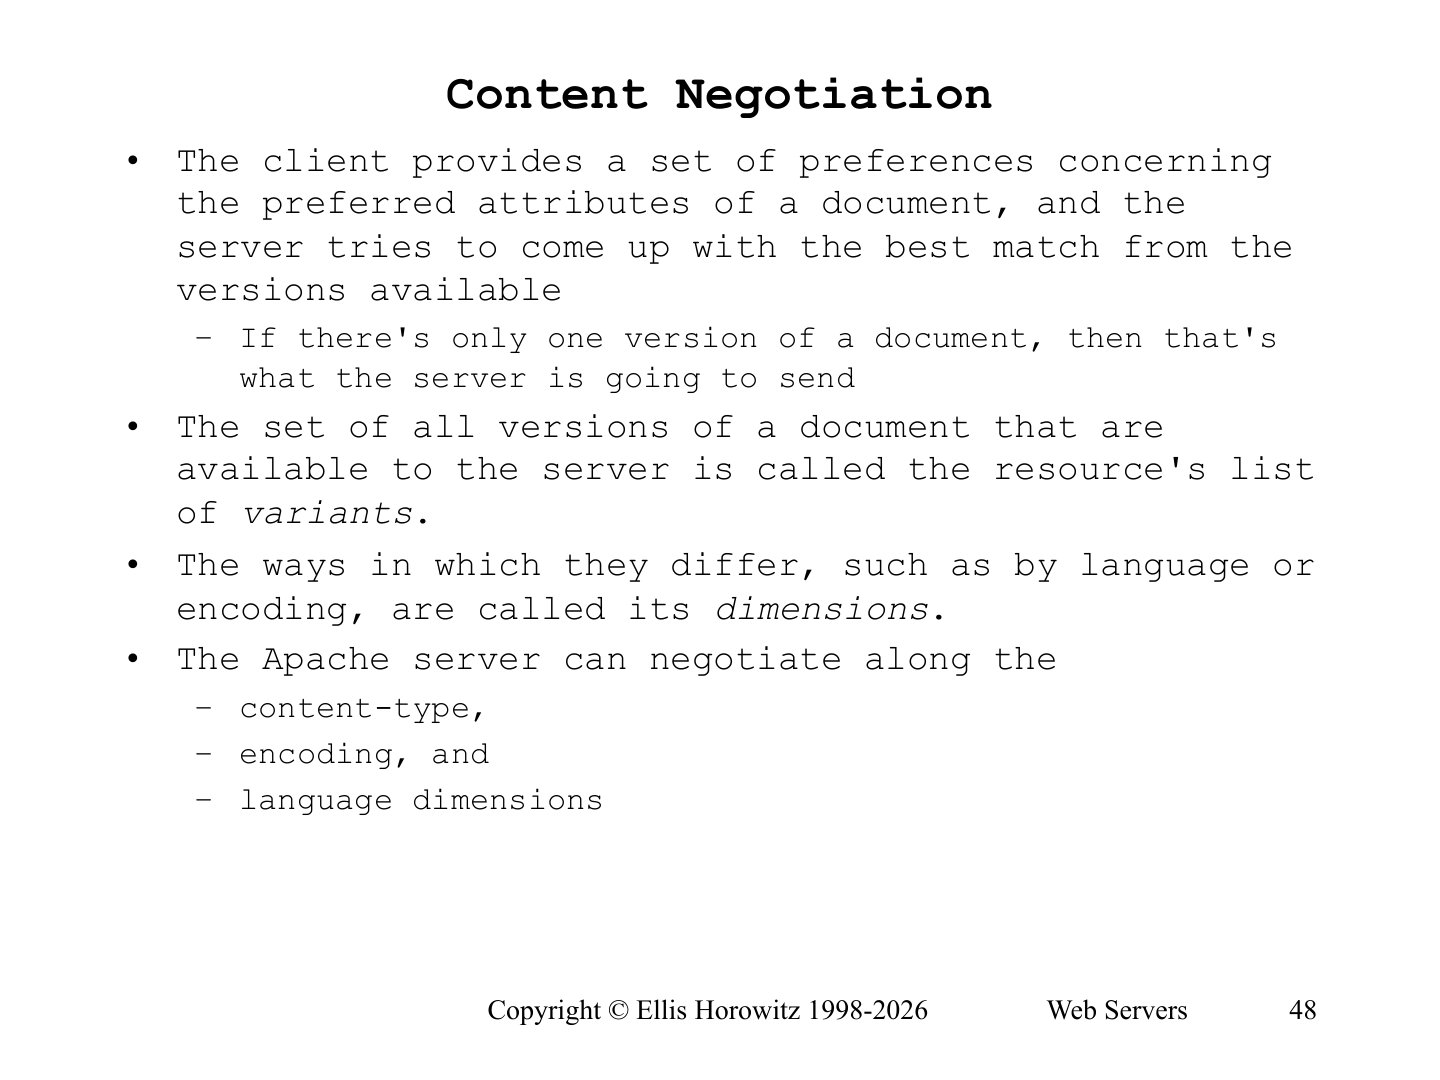 Content Negotiation
• The client provides a set of preferences concerning
the preferred attributes of a document, and the
server tries to come up with the best match from the
versions available
– If there's only one version of a document, then that's
what the server is going to send
• The set of all versions of a document that are
available to the server is called the resource's list
of variants.
• The ways in which they differ, such as by language or
encoding, are called its dimensions.
• The Apache server can negotiate along the
– content-type,
– encoding, and
– language dimensions
Copyright © Ellis Horowitz 1998-2026 Web Servers 48